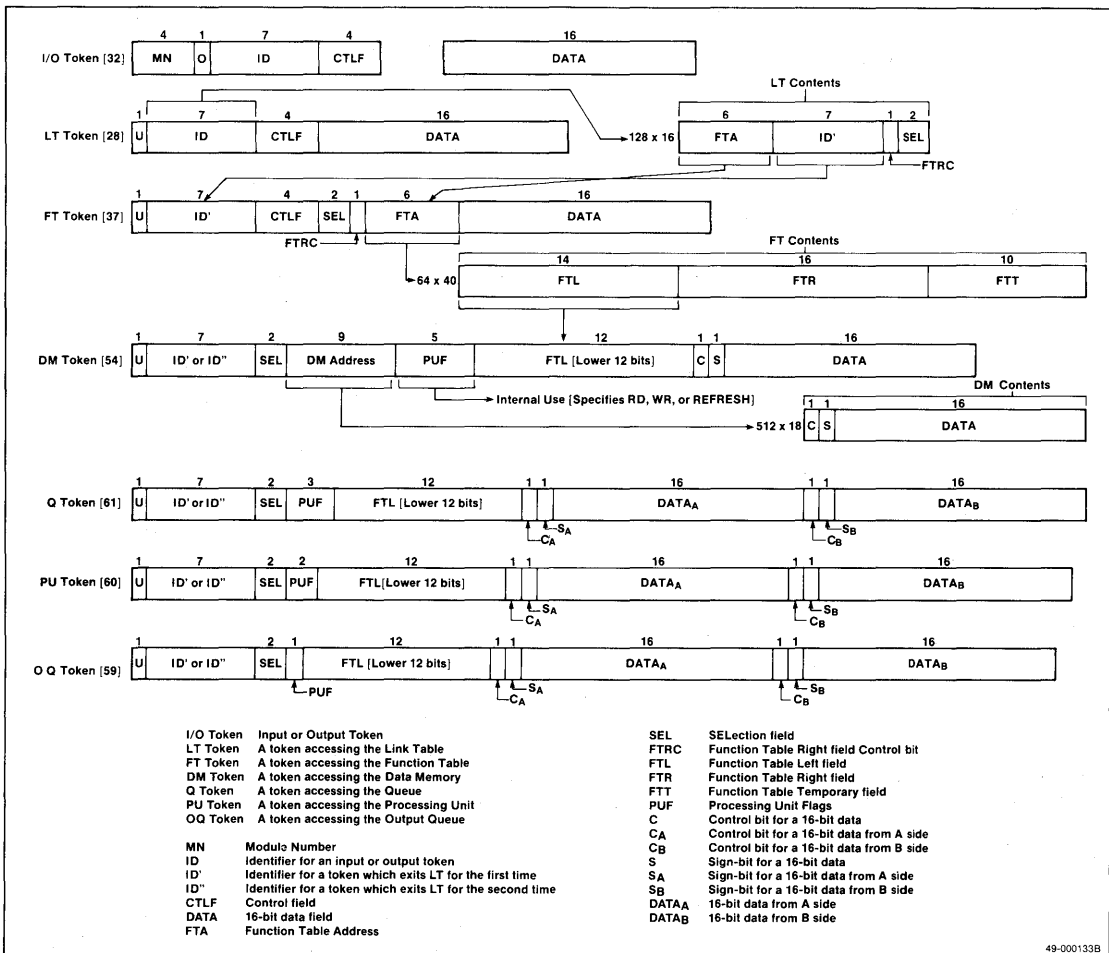 4 1 7 4 16
I/O Token [32] MN O ID CTLF DATA
LT Contents
1 7 4 16 6 7 1 2
LT Token [28] U ID CTLF DATA 128 x 16 FTA ID' SEL
FTRC
1 7 4 2 1 6 16
FT Token [37] U ID' CTLF SEL FTA DATA
FTRC
FT Contents
14 16 10
64 x 40 FTL FTR FTT
1 7 2 9 5 12 1 1 16
DM Token [54] U ID' or ID" SEL DM Address PUF FTL [Lower 12 bits] C S DATA
DM Contents
Internal Use [Specifies RD, WR, or REFRESH]
1 1 16
512 x 18 C S DATA
1 7 2 3 12 1 1 16 1 1 16
Q Token [61] U ID' or ID" SEL PUF FTL [Lower 12 bits] DATAA DATAB
SA SB
CA CB
1 7 2 2 12 1 1 16 1 1 16
PU Token [60] U ID' or ID" SEL PUF FTL[Lower 12 bits] DATAA DATAB
SA SB
CA CB
1 7 2 1 12 1 1 16 1 1 16
O Q Token [59] U ID' or ID" SEL FTL [Lower 12 bits] DATAA DATAB
SA SB
PUF CA CB
I/O Token Input or Output Token
LT Token A token accessing the Link Table
FT Token A token accessing the Function Table
DM Token A token accessing the Data Memory
Q Token A token accessing the Queue
PU Token A token accessing the Processing Unit
OQ Token A token accessing the Output Queue
MN Module Number
ID Identifier for an input or output token
ID' Identifier for a token which exits LT for the first time
ID" Identifier for a token which exits LT for the second time
CTLF Control field
DATA 16-bit data field
FTA Function Table Address
SEL SELection field
FTRC Function Table Right field Control bit
FTL Function Table Left field
FTR Function Table Right field
FTT Function Table Temporary field
PUF Processing Unit Flags
C Control bit for a 16-bit data
CA Control bit for a 16-bit data from A side
CB Control bit for a 16-bit data from B side
S Sign-bit for a 16-bit data
SA Sign-bit for a 16-bit data from A side
SB Sign-bit for a 16-bit data from B side
DATAA 16-bit data from A side
DATAB 16-bit data from B side
49-000133B